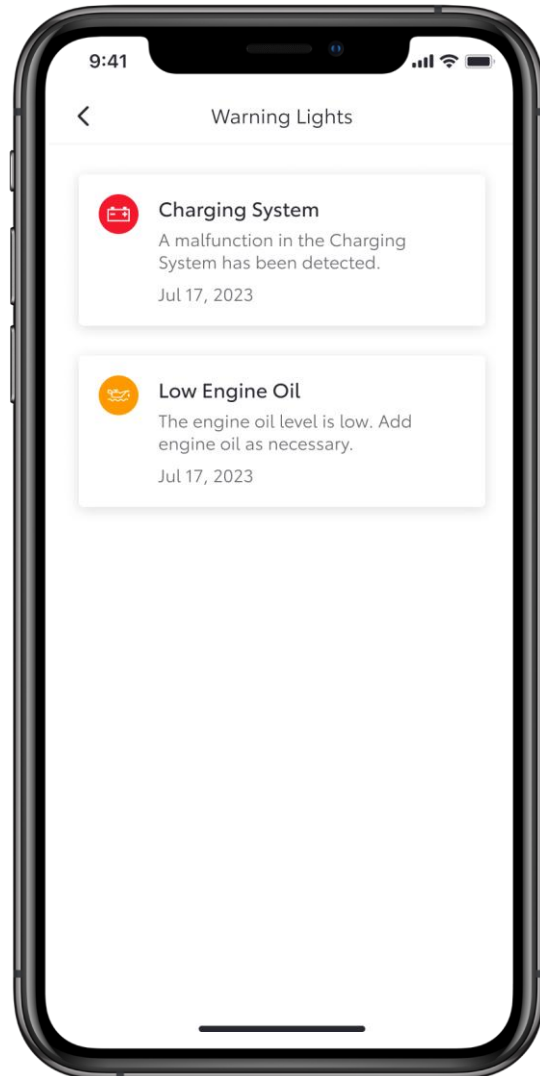 9:41
Warning Lights
Charging System
A malfunction in the Charging
System has been detected.
Jul 17, 2023
Low Engine Oil
The engine oil level is low. Add
engine oil as necessary.
Jul 17, 2023